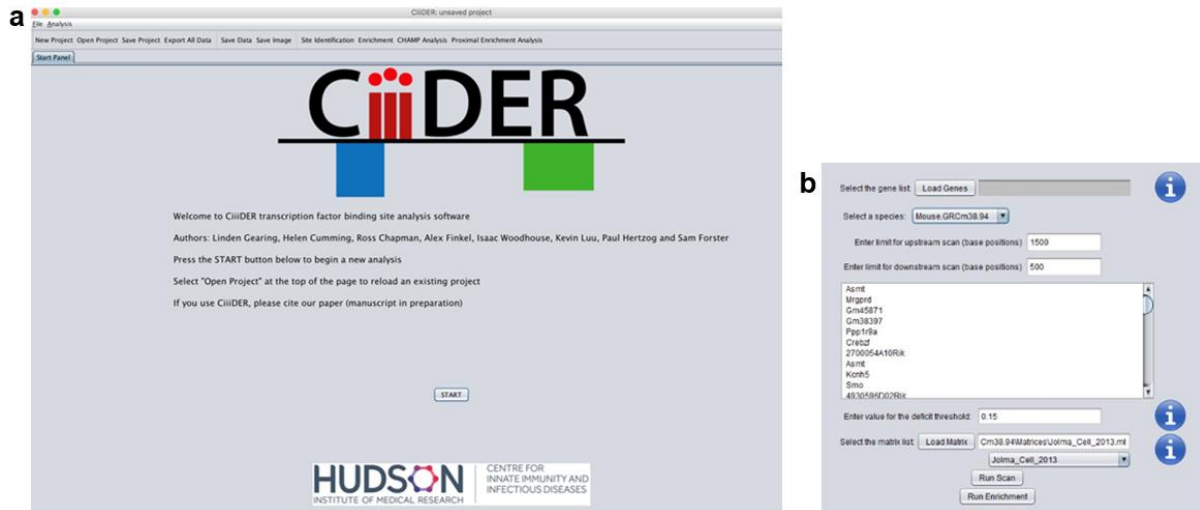 a
CiiiDER: unsaved project
File Analysis
New Project Open Project Save Project Export All Data Save Data Save Image Site Identification Enrichment CHAMP Analysis Proximal Enrichment Analysis
Start Panel
CiiiDER
Welcome to CiiiDER transcription factor binding site analysis software
Authors: Linden Gearing, Helen Cumming, Ross Chapman, Alex Finkel, Isaac Woodhouse, Kevin Luu, Paul Hertzog and Sam Forster
Press the START button below to begin a new analysis
Select "Open Project" at the top of the page to reload an existing project
If you use CiiiDER, please cite our paper (manuscript in preparation)
START
HUDSON
INSTITUTE OF MEDICAL RESEARCH
CENTRE FOR
INNATE IMMUNITY AND
INFECTIOUS DISEASES
b
Select the gene list: Load Genes
Select a species: Mouse.GRCm38.94
Enter limit for upstream scan (base positions) 1500
Enter limit for downstream scan (base positions) 500
Asmt
Mrgprd
Gm45871
Gm38397
Ppp1r9a
Crebzf
2700054A10Rik
Asmt
Kcnh5
Smo
4930595D02Rik
Enter value for the deficit threshold: 0.15
Select the matrix list: Load Matrix Cm38.94\Matrices\Jolma_Cell_2013.ml
Jolma_Cell_2013
Run Scan
Run Enrichment